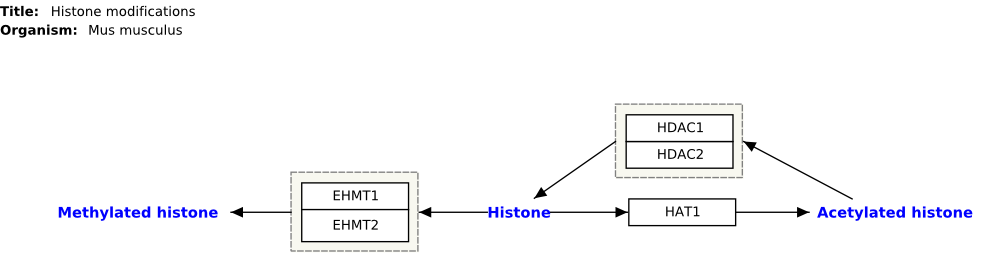 Title: Histone modifications
Organism: Mus musculus
HDAC1
HDAC2
EHMT1
EHMT2
Methylated histone
Histone
HAT1
Acetylated histone